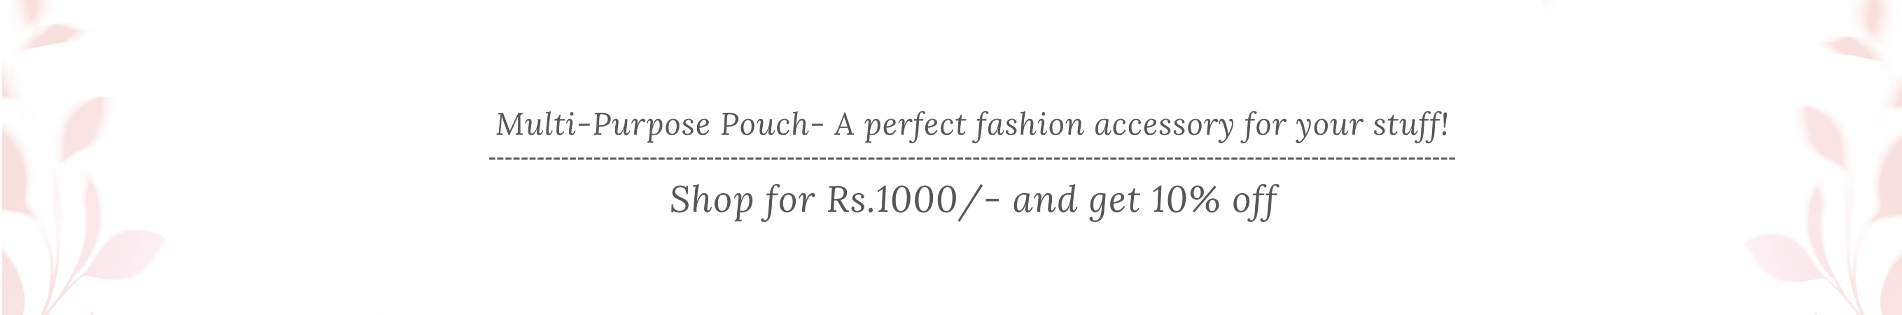 Multi-Purpose Pouch- A perfect fashion accessory for your stuff!
Shop for Rs.1000/- and get 10% off